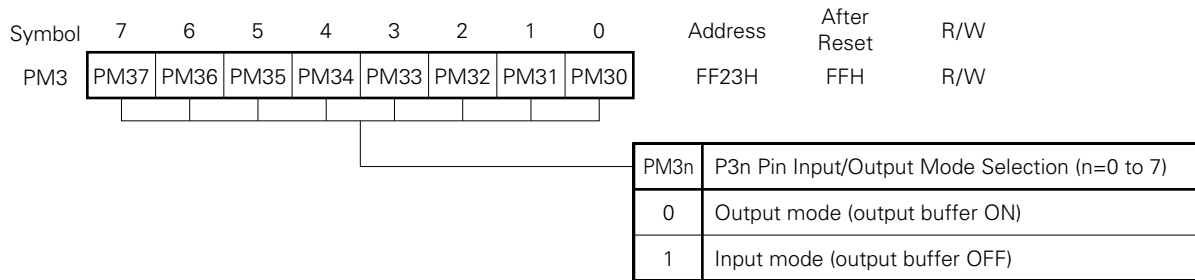 Symbol 7 6 5 4 3 2 1 0 Address After Reset R/W
PM3 PM37 PM36 PM35 PM34 PM33 PM32 PM31 PM30 FF23H FFH R/W
PM3n P3n Pin Input/Output Mode Selection (n=0 to 7)
0 Output mode (output buffer ON)
1 Input mode (output buffer OFF)